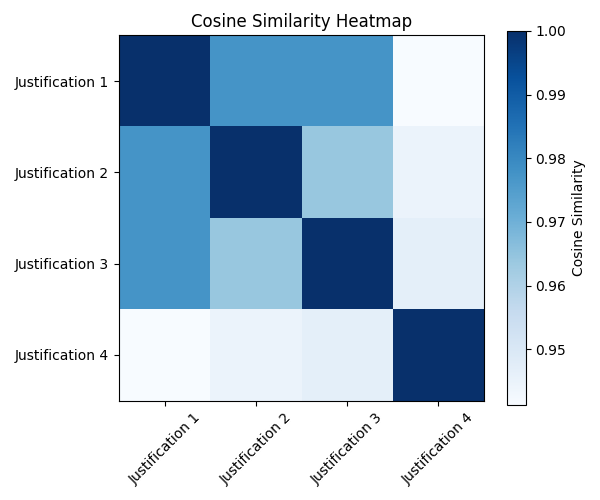 Cosine Similarity Heatmap
Justification 1
Justification 2
Justification 3
Justification 4
Justification 1
Justification 2
Justification 3
Justification 4
1.00
0.99
0.98
0.97
0.96
0.95
Cosine Similarity